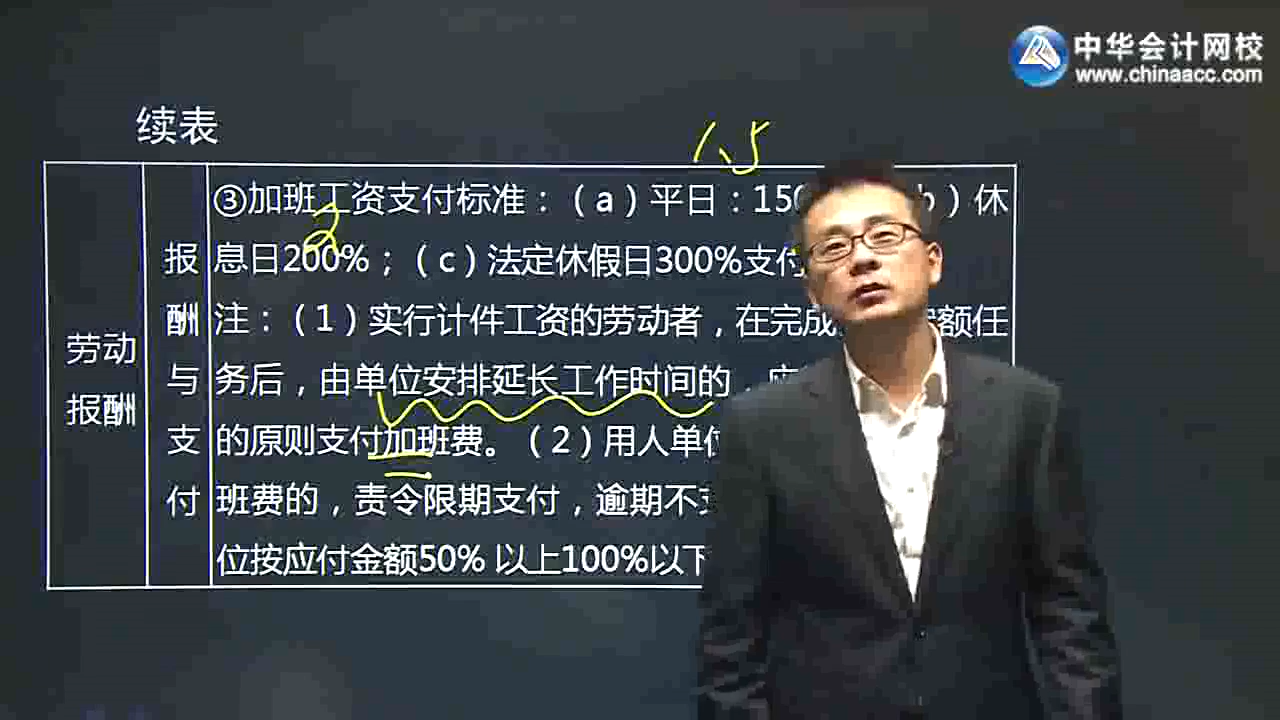 中华会计网校
www.chinaacc.com
续表
1.5
③加班工资支付标准：（a）平日：150 b）休
2
息日200%；（c）法定休假日300%支付
注：（1）实行计件工资的劳动者，在完成 额任
务后，由单位安排延长工作时间的，应
的原则支付加班费。（2）用人单位
班费的，责令限期支付，逾期不支
位按应付金额50% 以上100%以下
报酬与支付
劳动
报酬